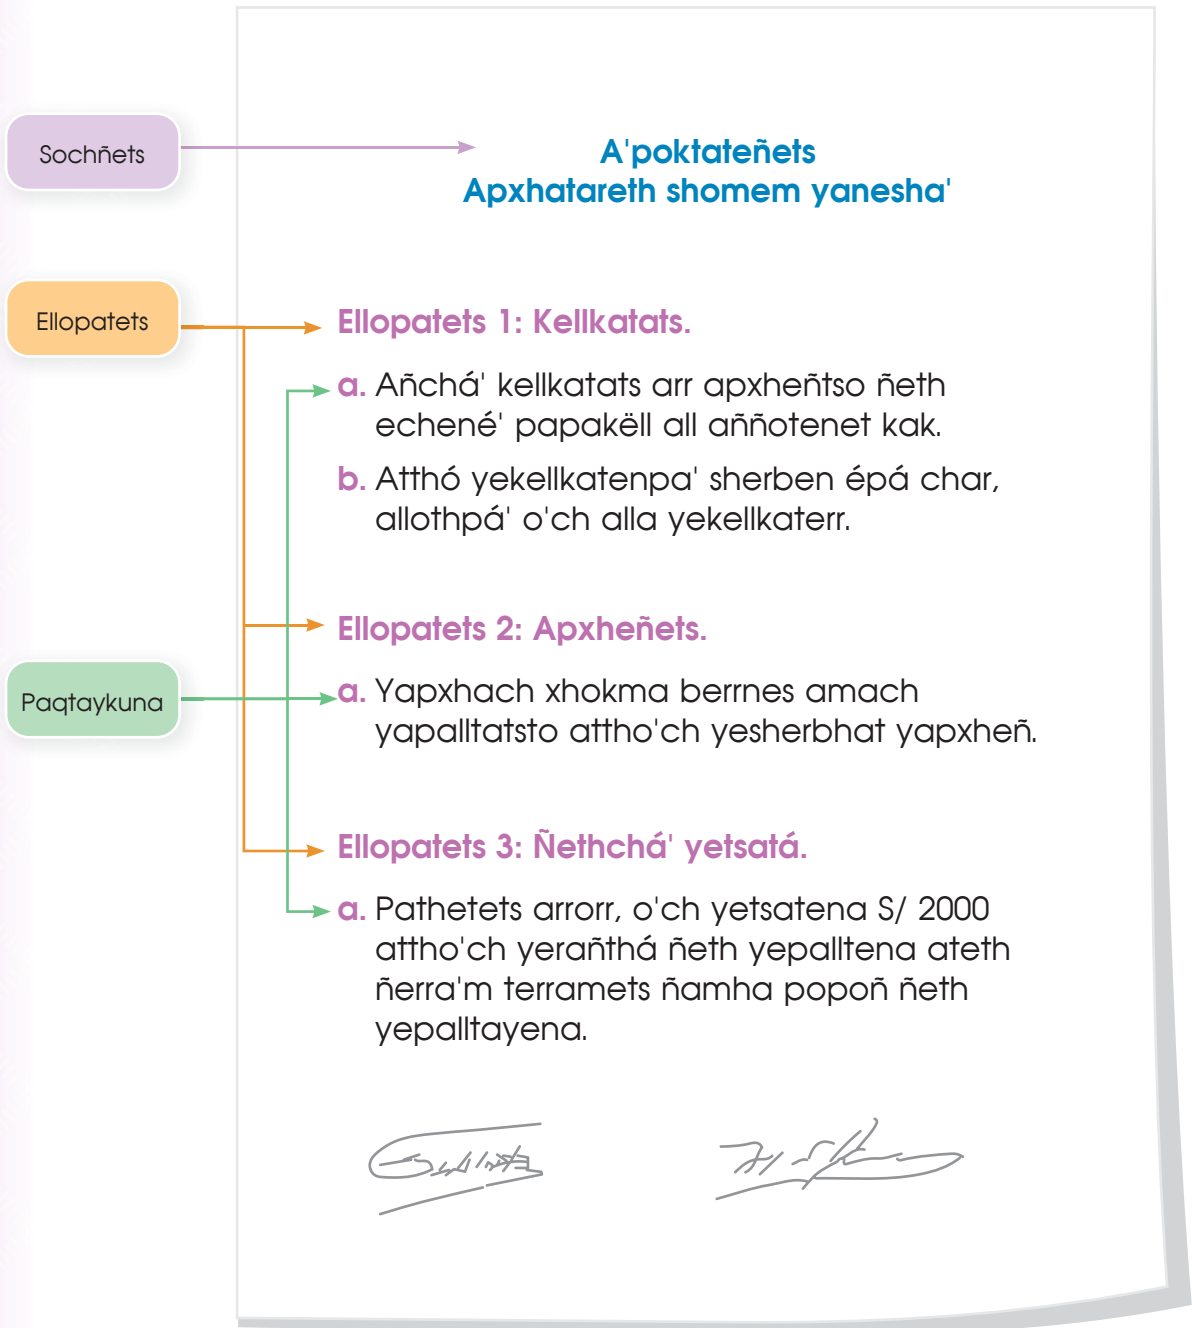 Sochñets
A'poktateñets
Apxhatareth shomem yanesha'
Ellopatets
Ellopatets 1: Kellkatats.
a. Añchá' kellkatats arr apxheñtso ñeth
echené' papakëll all aññotenet kak.
b. Atthó yekellkatenpa' sherben épá char,
allothpá' o'ch alla yekellkaterr.
Ellopatets 2: Apxheñets.
Paqtaykuna
a. Yapxhach xhokma berrnes amach
yapalltatsto attho'ch yesherbhat yapxheñ.
Ellopatets 3: Ñethchá' yetsatá.
a. Pathetets arrorr, o'ch yetsatena S/ 2000
attho'ch yerañthá ñeth yepalltena ateth
ñerra'm terramets ñamha popoñ ñeth
yepalltayena.